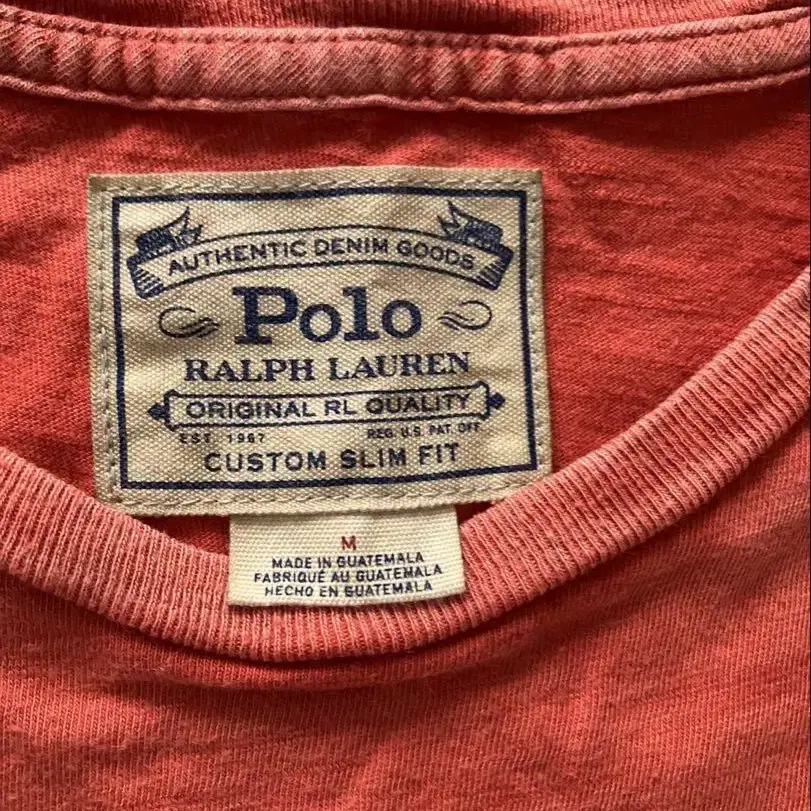 AUTHENTIC DENIM GOODS
Polo
RALPH LAUREN
ORIGINAL RL QUALITY
EST. 1967 REG. U.S. PAT. OFF
CUSTOM SLIM FIT
M
MADE IN GUATEMALA
FABRIQUÉ AU GUATEMALA
HECHO EN GUATEMALA